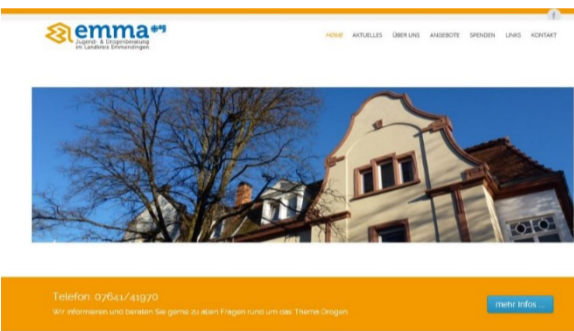 emma
Jugend- & Drogenberatung
im Landkreis Emmendingen
HOME AKTUELLES ÜBER UNS ANGEBOTE SPENDEN LINKS KONTAKT
Telefon: 07641/41970
Wir informieren und beraten Sie gerne zu allen Fragen rund um das Thema Drogen.
mehr Infos ...